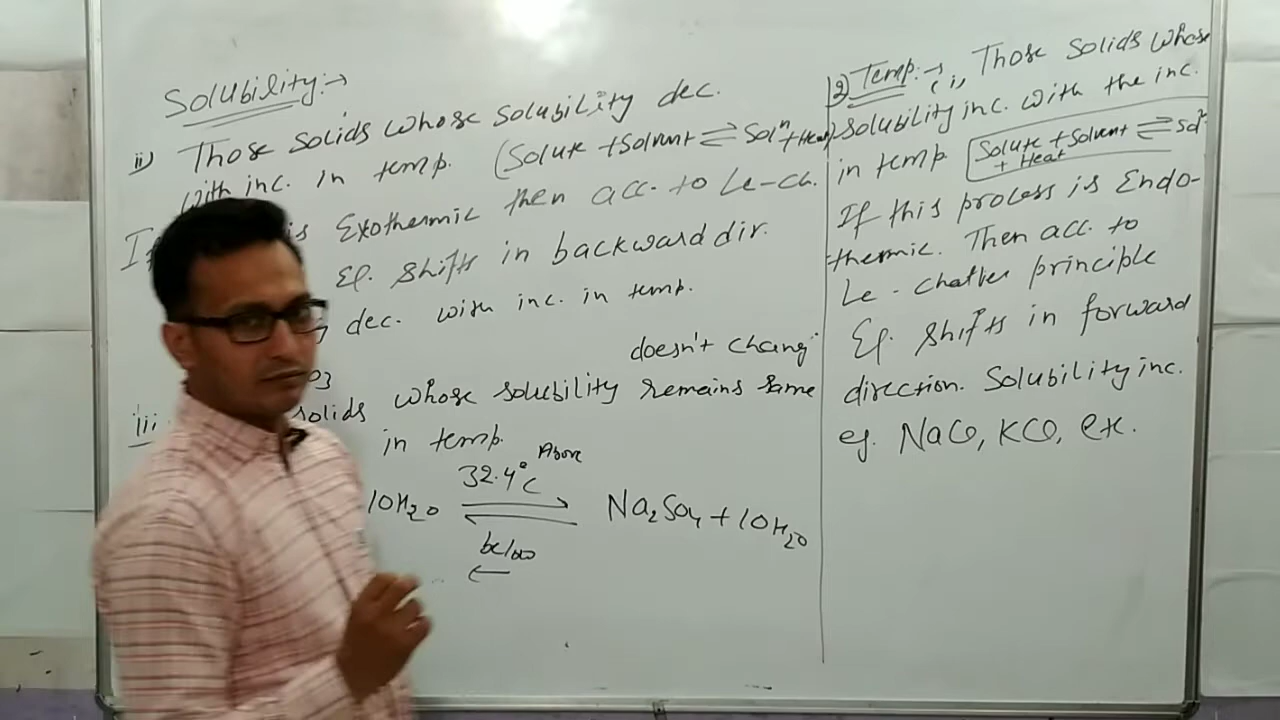 Solubility:→
ii) Those solids whose solubility dec.
with inc. in temp. (Solute + Solvent ⇌ Solⁿ + Heat)
is Exothermic then acc. to Le-Ch.
Eq. shifts in backward dir.
dec. with inc. in temp.
doesn't chang
O3
iii solids whose solubility remains same
in temp.
10H2O 32.4°C Above ⇌ Na2SO4 + 10H2O
below
←
2) Temp:→ (i) Those solids whose
solubility inc. with the inc.
in temp. Solute + Solvent ⇌ Solⁿ
+ Heat
If this process is Endo-
thermic. Then acc. to
Le-chatlier principle
Eq. shifts in forward
direction. Solubility inc.
eg. NaCl, KCl, etc.